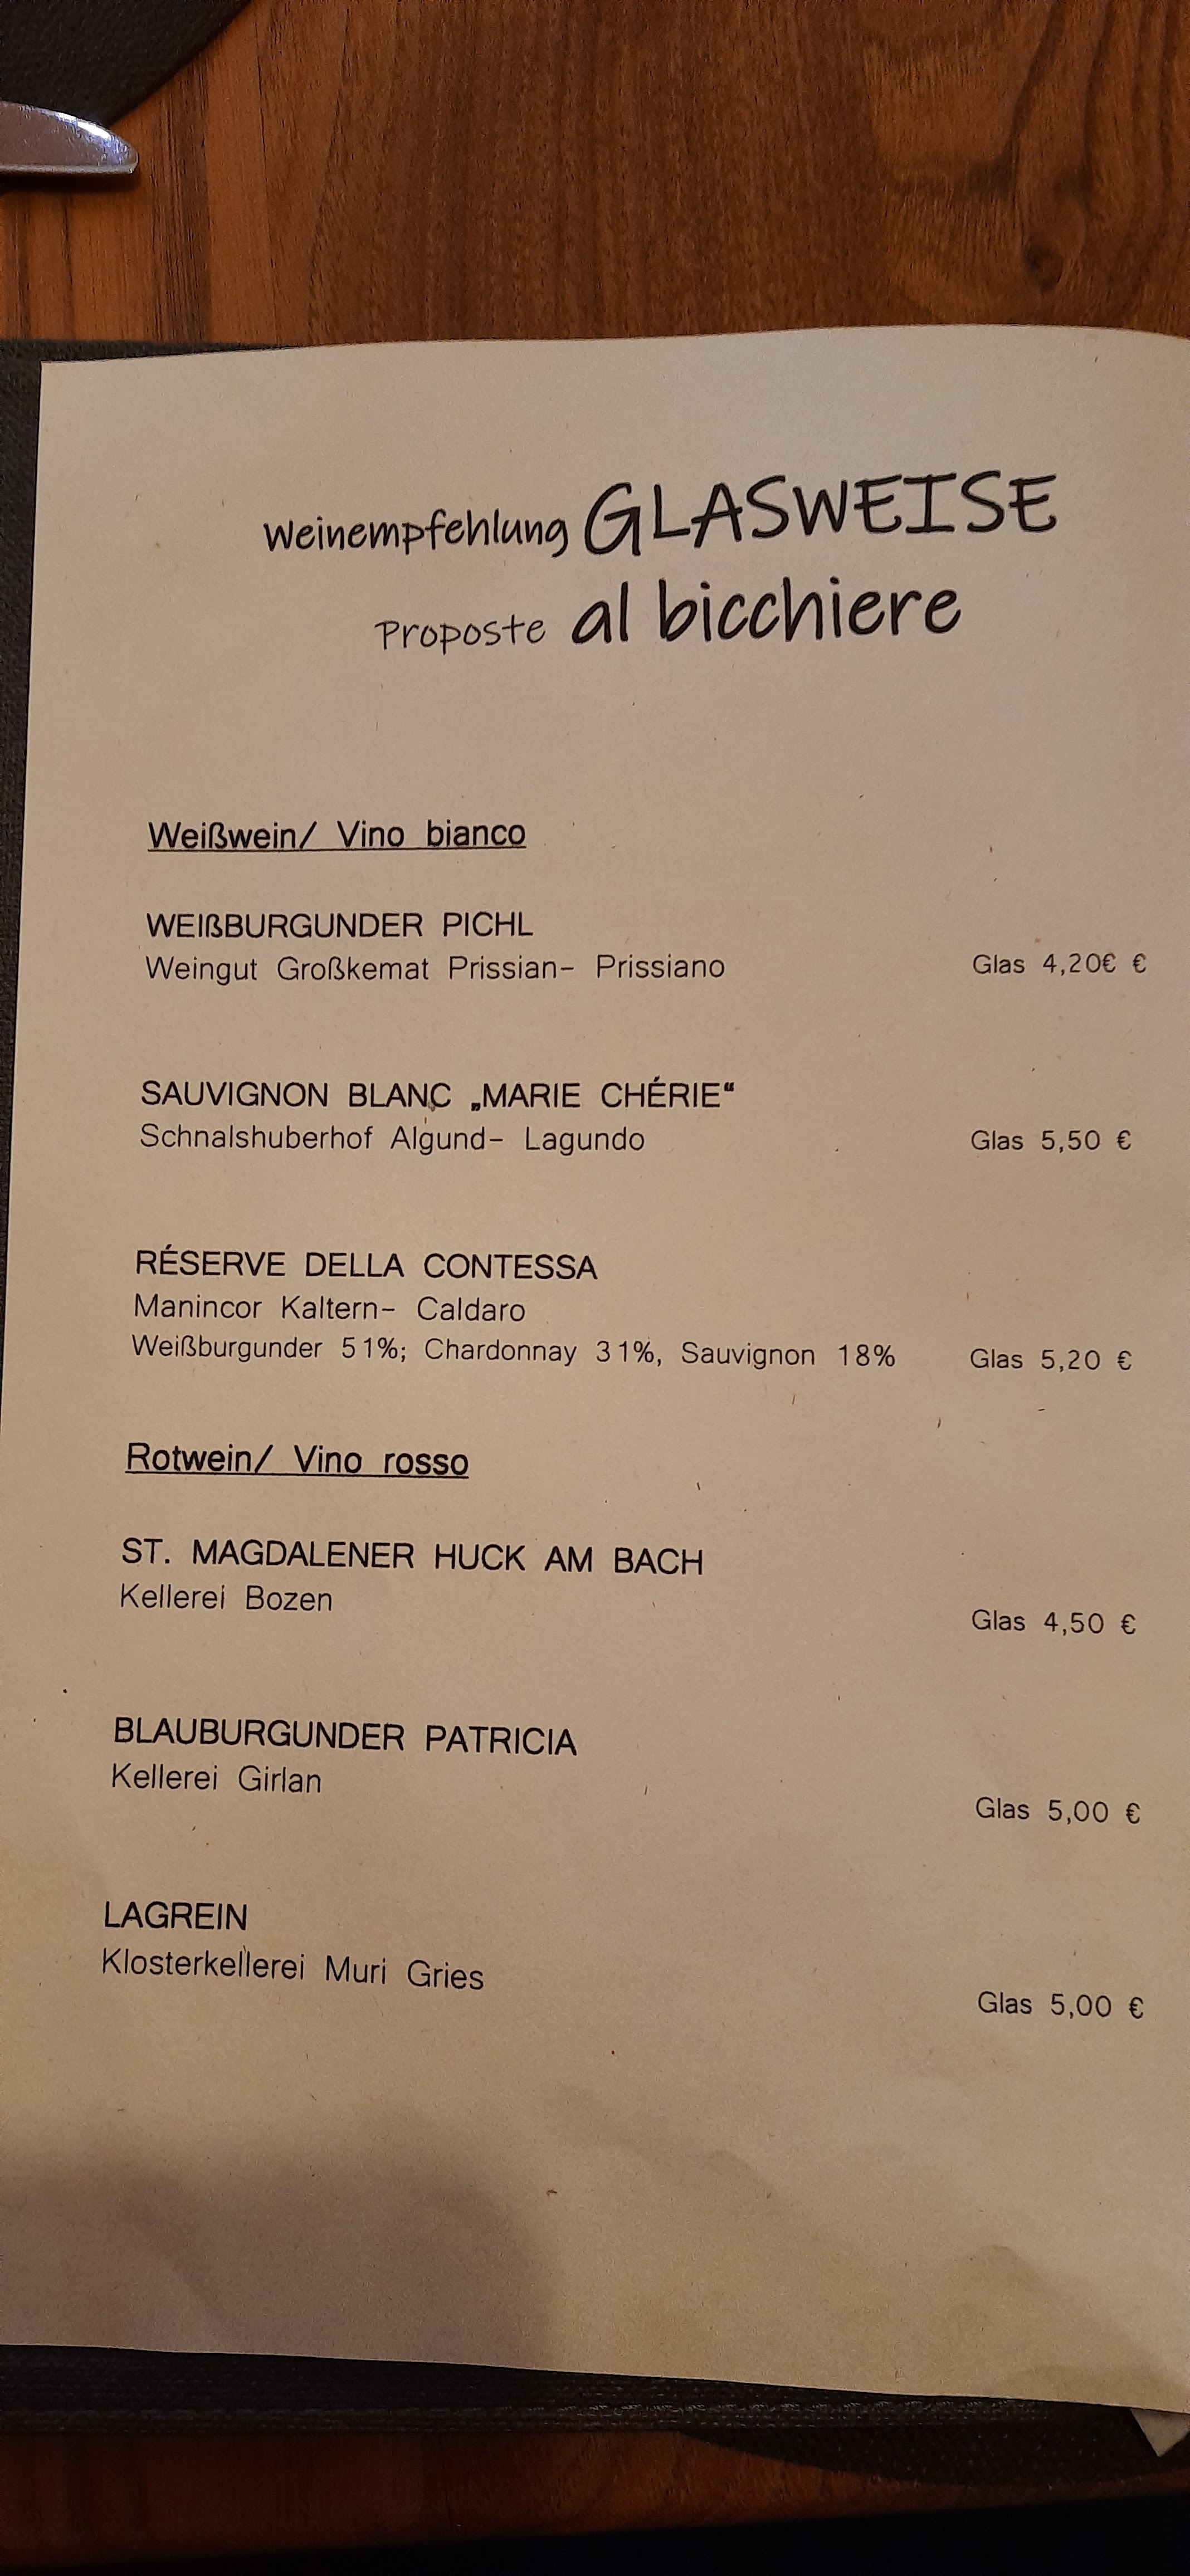 Weinempfehlung GLASWEISE
Proposte al bicchiere
Weißwein/ Vino bianco
WEIßBURGUNDER PICHL
Weingut Großkemat Prissian- Prissiano Glas 4,20€ €
SAUVIGNON BLANC „MARIE CHÉRIE“
Schnalshuberhof Algund- Lagundo Glas 5,50 €
RÉSERVE DELLA CONTESSA
Manincor Kaltern- Caldaro
Weißburgunder 51%; Chardonnay 31%, Sauvignon 18% Glas 5,20 €
Rotwein/ Vino rosso
ST. MAGDALENER HUCK AM BACH
Kellerei Bozen
Glas 4,50 €
BLAUBURGUNDER PATRICIA
Kellerei Girlan
Glas 5,00 €
LAGREIN
Klosterkellerei Muri Gries
Glas 5,00 €